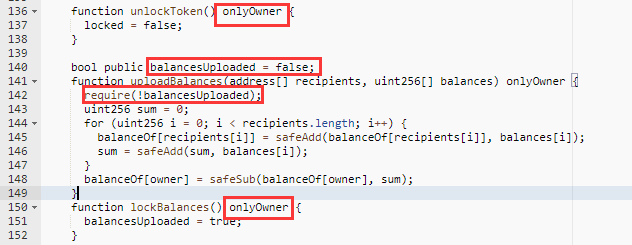 136 function unlockToken() onlyOwner {
137 locked = false;
138 }
139
140 bool public balancesUploaded = false;
141 function uploadBalances(address[] recipients, uint256[] balances) onlyOwner {
142 require(!balancesUploaded);
143 uint256 sum = 0;
144 for (uint256 i = 0; i < recipients.length; i++) {
145 balanceOf[recipients[i]] = safeAdd(balanceOf[recipients[i]], balances[i]);
146 sum = safeAdd(sum, balances[i]);
147 }
148 balanceOf[owner] = safeSub(balanceOf[owner], sum);
149 }
150 function lockBalances() onlyOwner {
151 balancesUploaded = true;
152 }